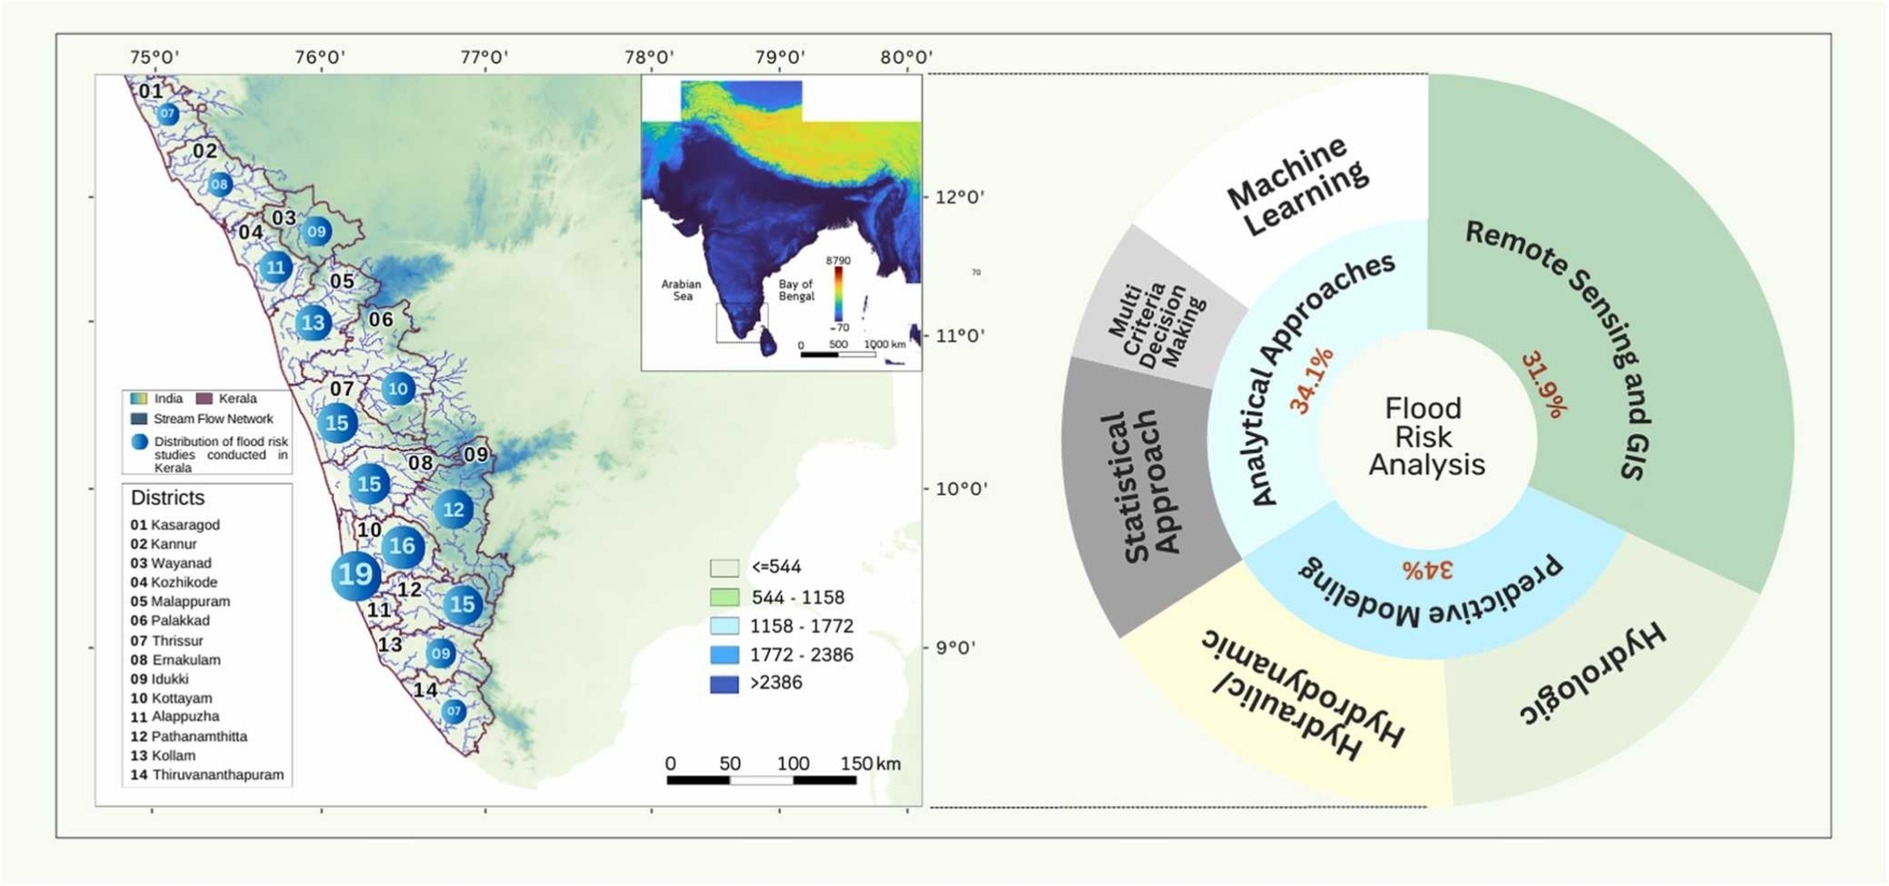 75°0' 76°0' 77°0' 78°0' 79°0' 80°0'
12°0'
11°0'
10°0'
9°0'
01
07
02
08
03
09
04
11
05
13
06
10
07
15
08
15
09
12
10
16
19
12
15
11
13
09
14
07
India Kerala
Stream Flow Network
Distribution of flood risk
studies conducted in
Kerala
Districts
01 Kasaragod
02 Kannur
03 Wayanad
04 Kozhikode
05 Malappuram
06 Palakkad
07 Thrissur
08 Ernakulam
09 Idukki
10 Kottayam
11 Alappuzha
12 Pathanamthitta
13 Kollam
14 Thiruvananthapuram
Arabian
Sea
Bay of
Bengal
8790
-70
0 500 1000 km
70
<=544
544 - 1158
1158 - 1772
1772 - 2386
>2386
0 50 100 150 km
Machine
Learning
Multi
Criteria
Decision
Making
Statistical
Approach
Analytical Approaches
34.1%
Remote Sensing and GIS
31.9%
Flood
Risk
Analysis
Predictive Modeling
34%
Hydraulic/
Hydrodynamic
Hydrologic